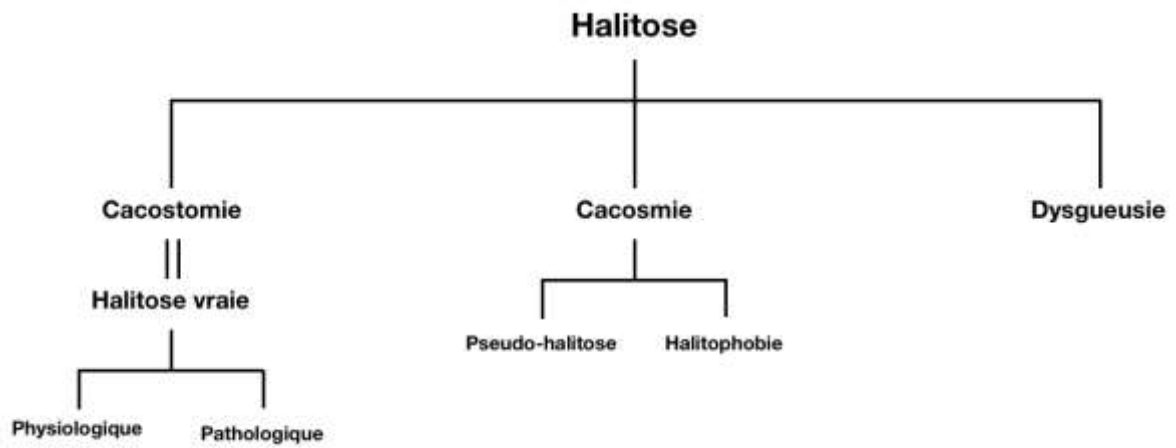 Halitose
Cacostomie
Cacosmie
Dysgueusie
Halitose vraie
Pseudo-halitose
Halitophobie
Physiologique
Pathologique